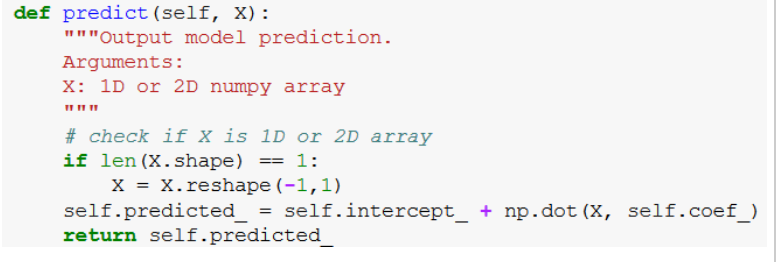 def predict(self, X):
    """Output model prediction.
    Arguments:
    X: 1D or 2D numpy array
    """
    # check if X is 1D or 2D array
    if len(X.shape) == 1:
        X = X.reshape(-1,1)
    self.predicted_ = self.intercept_ + np.dot(X, self.coef_)
    return self.predicted_